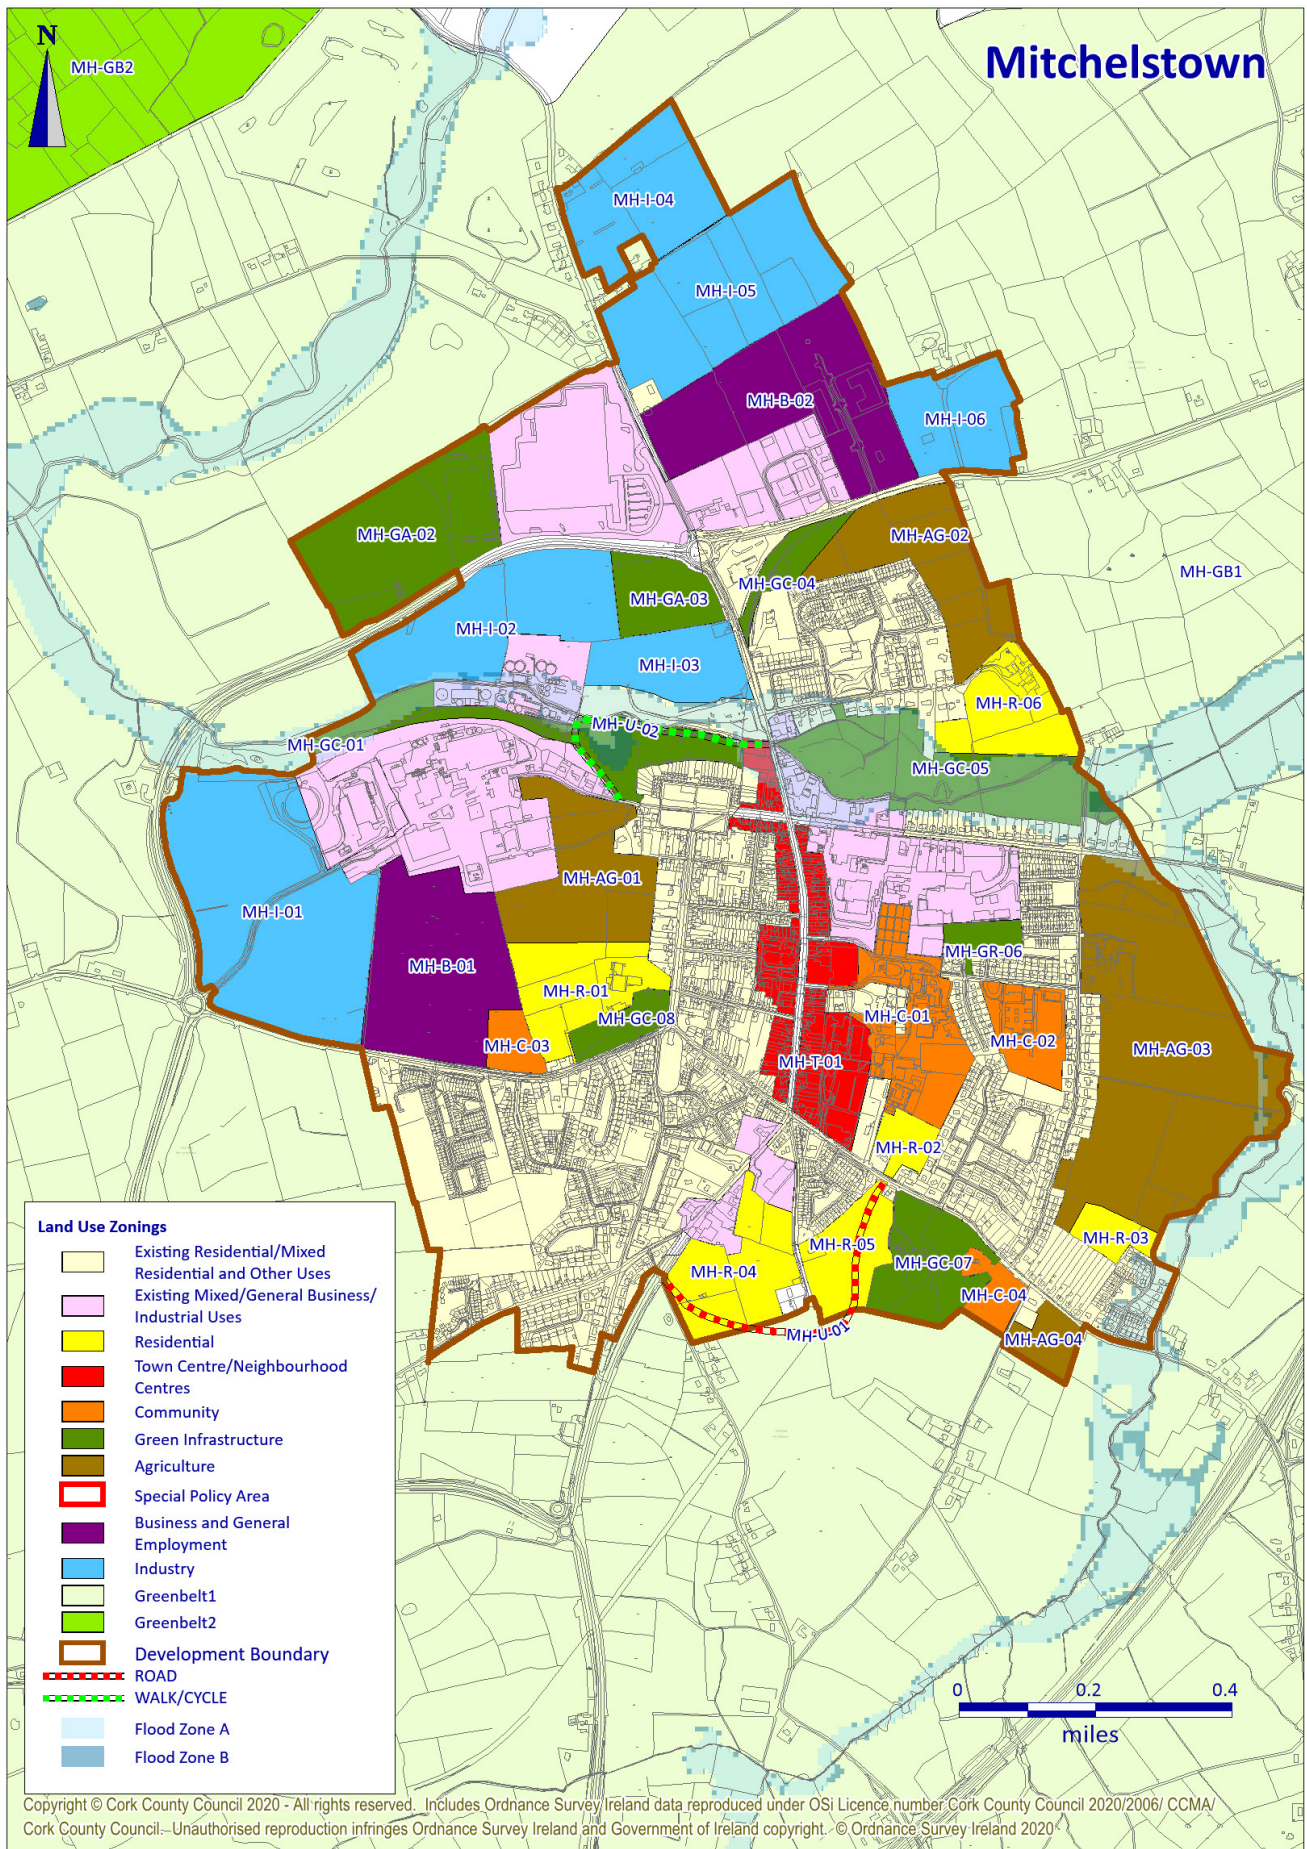 Mitchelstown
N
MH-GB2
MH-I-04
MH-I-05
MH-B-02
MH-I-06
MH-GA-02
MH-AG-02
MH-GB1
MH-GC-04
MH-GA-03
MH-I-02
MH-I-03
MH-R-06
MH-U-02
MH-GC-01
MH-GC-05
MH-AG-01
MH-I-01
MH-B-01
MH-GR-06
MH-R-01
MH-GC-08
MH-C-01
MH-C-03
MH-C-02
MH-AG-03
MH-T-01
MH-R-02
MH-R-03
MH-R-05
MH-GC-07
MH-R-04
MH-C-04
MH-U-01
MH-AG-04
Land Use Zonings
Existing Residential/Mixed
Residential and Other Uses
Existing Mixed/General Business/
Industrial Uses
Residential
Town Centre/Neighbourhood
Centres
Community
Green Infrastructure
Agriculture
Special Policy Area
Business and General
Employment
Industry
Greenbelt1
Greenbelt2
Development Boundary
ROAD
WALK/CYCLE
Flood Zone A
Flood Zone B
0 0.2 0.4
miles
Copyright © Cork County Council 2020 - All rights reserved. Includes Ordnance Survey Ireland data reproduced under OSi Licence number Cork County Council 2020/2006/ CCMA/
Cork County Council. Unauthorised reproduction infringes Ordnance Survey Ireland and Government of Ireland copyright. © Ordnance Survey Ireland 2020